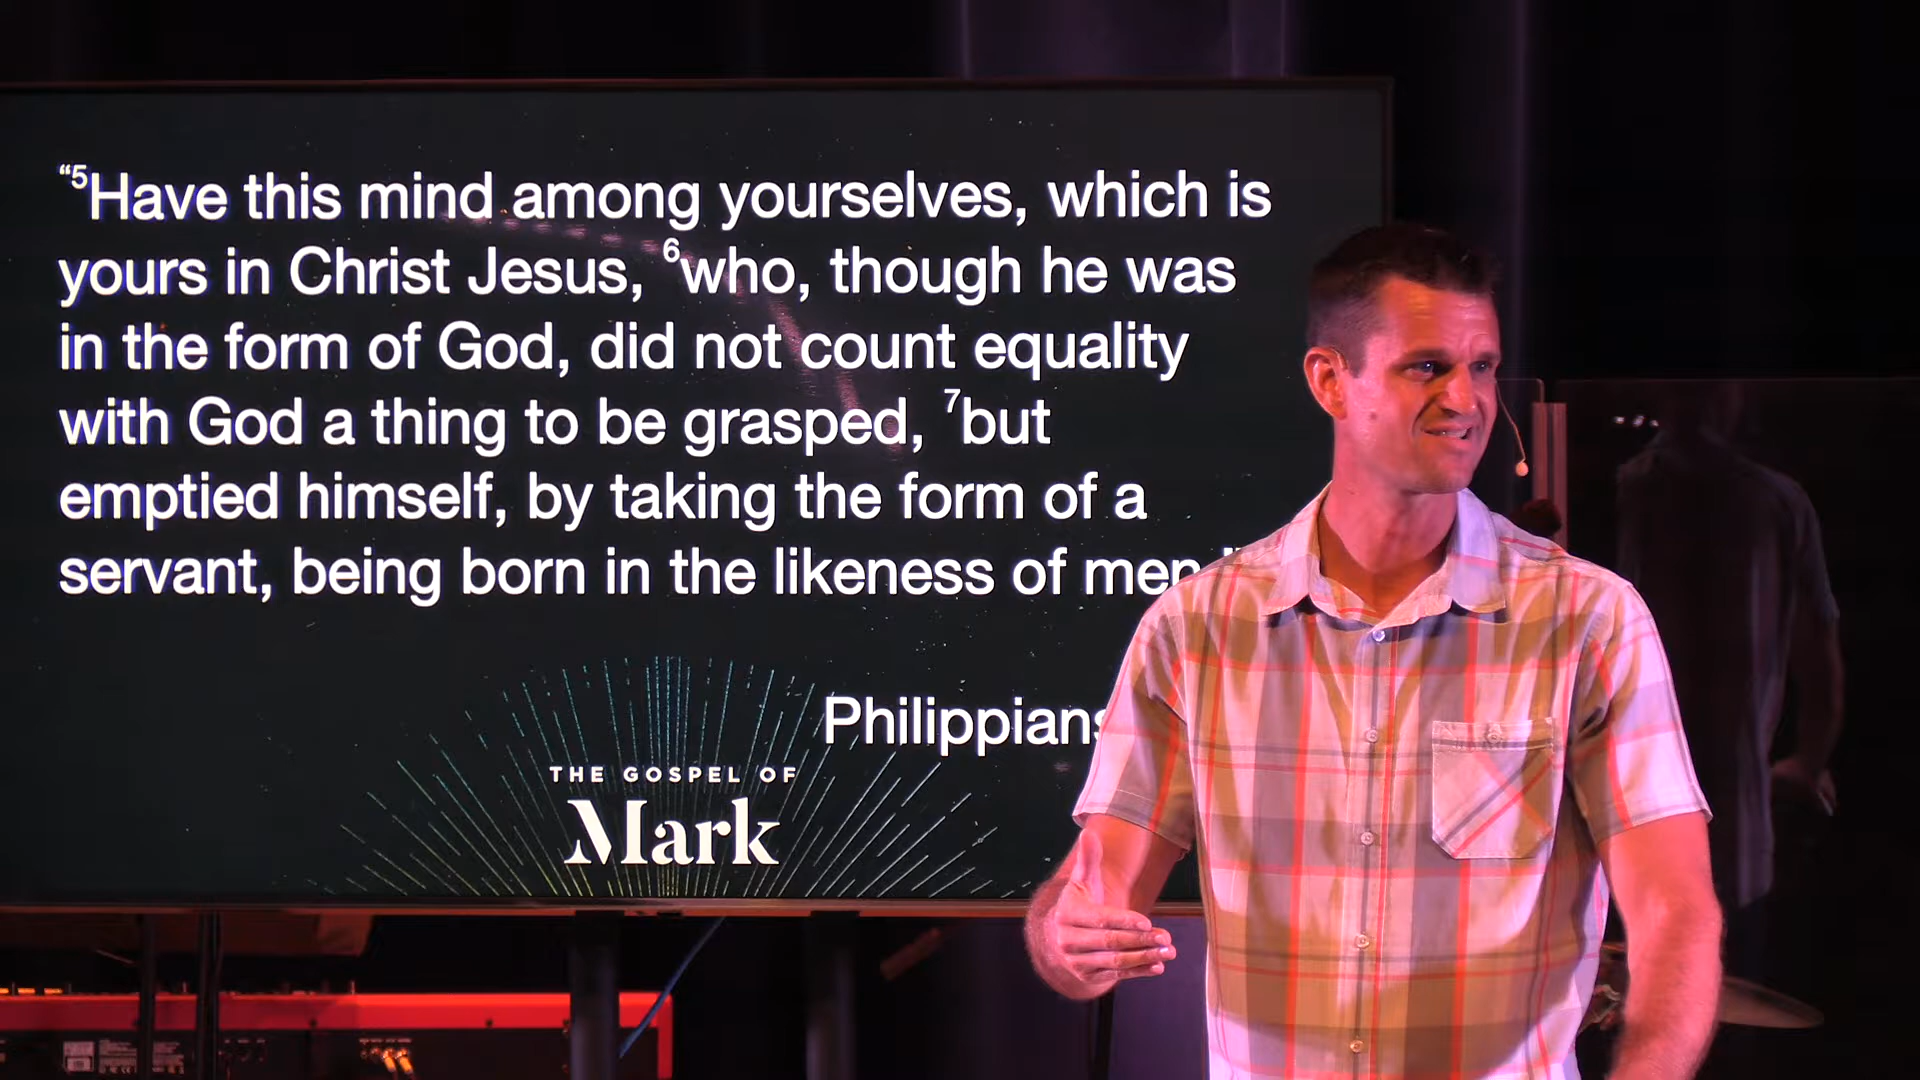 “⁵Have this mind among yourselves, which is
yours in Christ Jesus, ⁶who, though he was
in the form of God, did not count equality
with God a thing to be grasped, ⁷but
emptied himself, by taking the form of a
servant, being born in the likeness of men
Philippians
THE GOSPEL OF
Mark